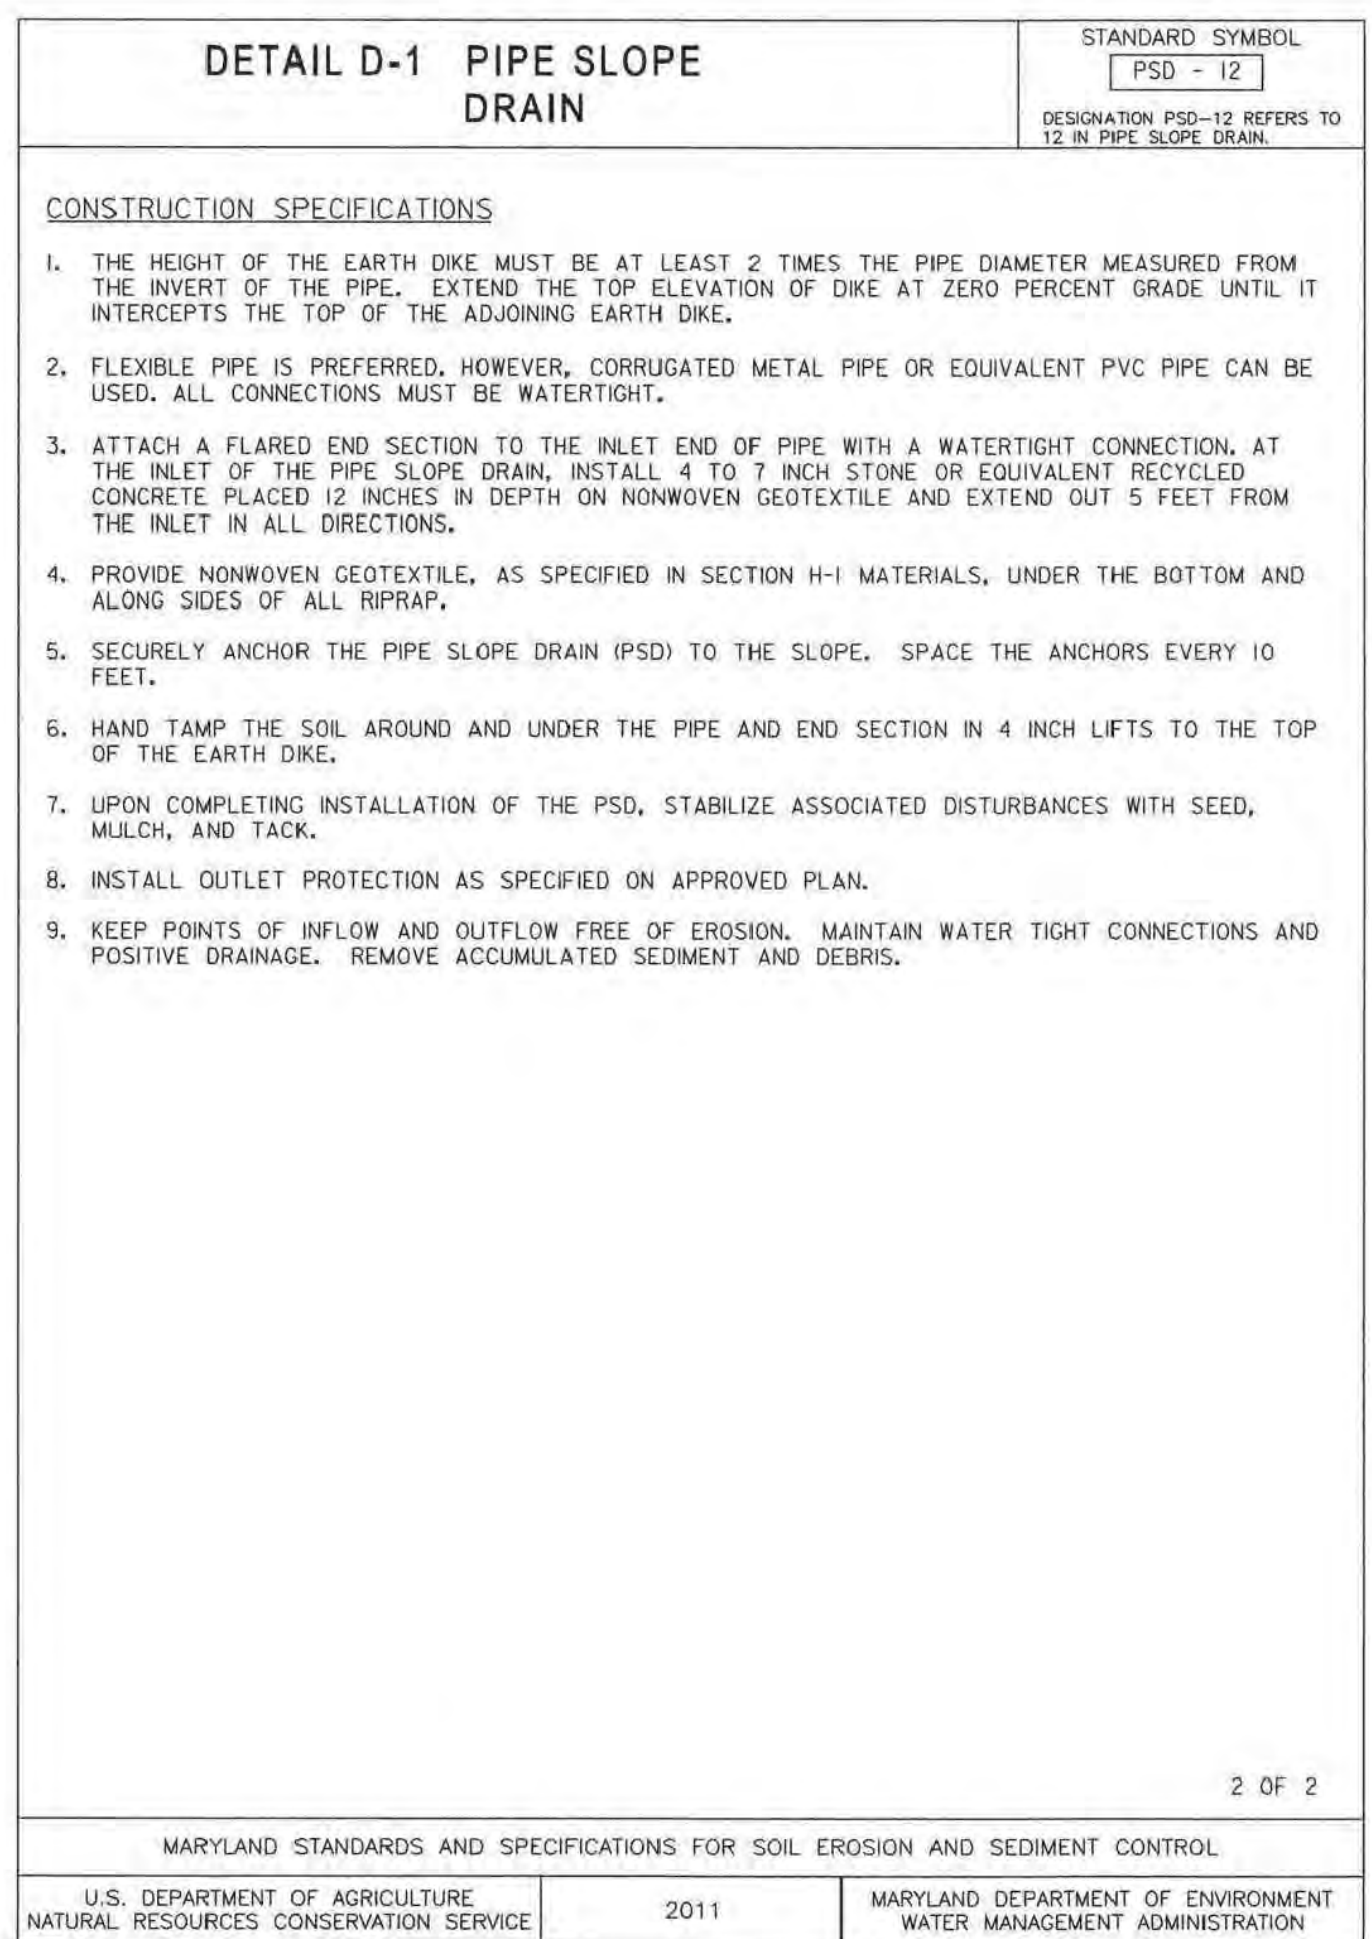 DETAIL D-1 PIPE SLOPE
DRAIN
STANDARD SYMBOL
PSD - 12
DESIGNATION PSD-12 REFERS TO
12 IN PIPE SLOPE DRAIN.
CONSTRUCTION SPECIFICATIONS
1. THE HEIGHT OF THE EARTH DIKE MUST BE AT LEAST 2 TIMES THE PIPE DIAMETER MEASURED FROM
THE INVERT OF THE PIPE. EXTEND THE TOP ELEVATION OF DIKE AT ZERO PERCENT GRADE UNTIL IT
INTERCEPTS THE TOP OF THE ADJOINING EARTH DIKE.
2. FLEXIBLE PIPE IS PREFERRED. HOWEVER, CORRUGATED METAL PIPE OR EQUIVALENT PVC PIPE CAN BE
USED. ALL CONNECTIONS MUST BE WATERTIGHT.
3. ATTACH A FLARED END SECTION TO THE INLET END OF PIPE WITH A WATERTIGHT CONNECTION. AT
THE INLET OF THE PIPE SLOPE DRAIN, INSTALL 4 TO 7 INCH STONE OR EQUIVALENT RECYCLED
CONCRETE PLACED 12 INCHES IN DEPTH ON NONWOVEN GEOTEXTILE AND EXTEND OUT 5 FEET FROM
THE INLET IN ALL DIRECTIONS.
4. PROVIDE NONWOVEN GEOTEXTILE, AS SPECIFIED IN SECTION H-1 MATERIALS, UNDER THE BOTTOM AND
ALONG SIDES OF ALL RIPRAP.
5. SECURELY ANCHOR THE PIPE SLOPE DRAIN (PSD) TO THE SLOPE. SPACE THE ANCHORS EVERY 10
FEET.
6. HAND TAMP THE SOIL AROUND AND UNDER THE PIPE AND END SECTION IN 4 INCH LIFTS TO THE TOP
OF THE EARTH DIKE.
7. UPON COMPLETING INSTALLATION OF THE PSD, STABILIZE ASSOCIATED DISTURBANCES WITH SEED,
MULCH, AND TACK.
8. INSTALL OUTLET PROTECTION AS SPECIFIED ON APPROVED PLAN.
9. KEEP POINTS OF INFLOW AND OUTFLOW FREE OF EROSION. MAINTAIN WATER TIGHT CONNECTIONS AND
POSITIVE DRAINAGE. REMOVE ACCUMULATED SEDIMENT AND DEBRIS.
2 OF 2
MARYLAND STANDARDS AND SPECIFICATIONS FOR SOIL EROSION AND SEDIMENT CONTROL
U.S. DEPARTMENT OF AGRICULTURE
NATURAL RESOURCES CONSERVATION SERVICE
2011
MARYLAND DEPARTMENT OF ENVIRONMENT
WATER MANAGEMENT ADMINISTRATION